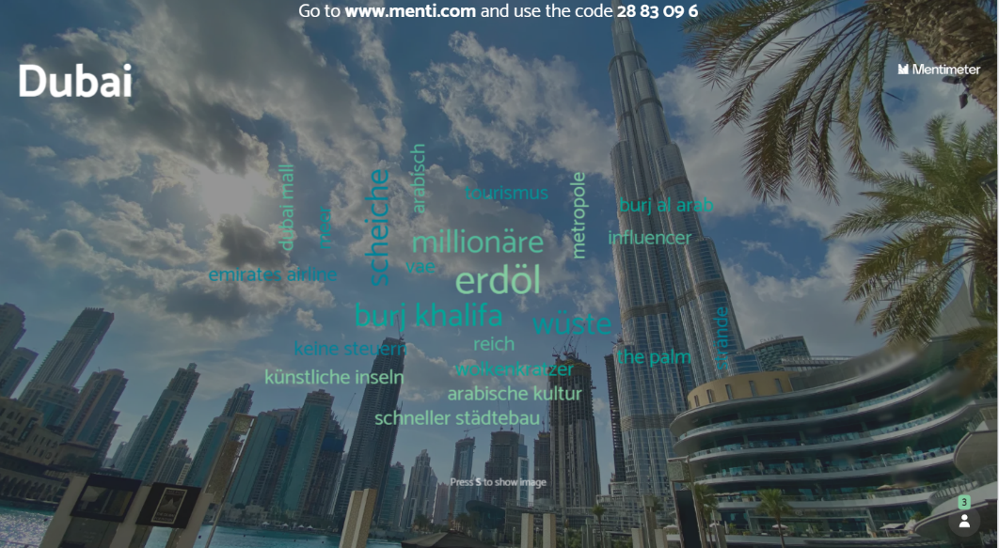 Go to www.menti.com and use the code 28 83 09 6
Dubai
Mentimeter
dubai mall
meer
scheiche
arabisch
tourismus
metropole
burj al arab
millionäre
influencer
emirates airline
vae
erdöl
burj khalifa
wüste
strände
keine steuern
reich
the palm
künstliche inseln
wolkenkratzer
arabische kultur
schneller städtebau
Press S to show image
3